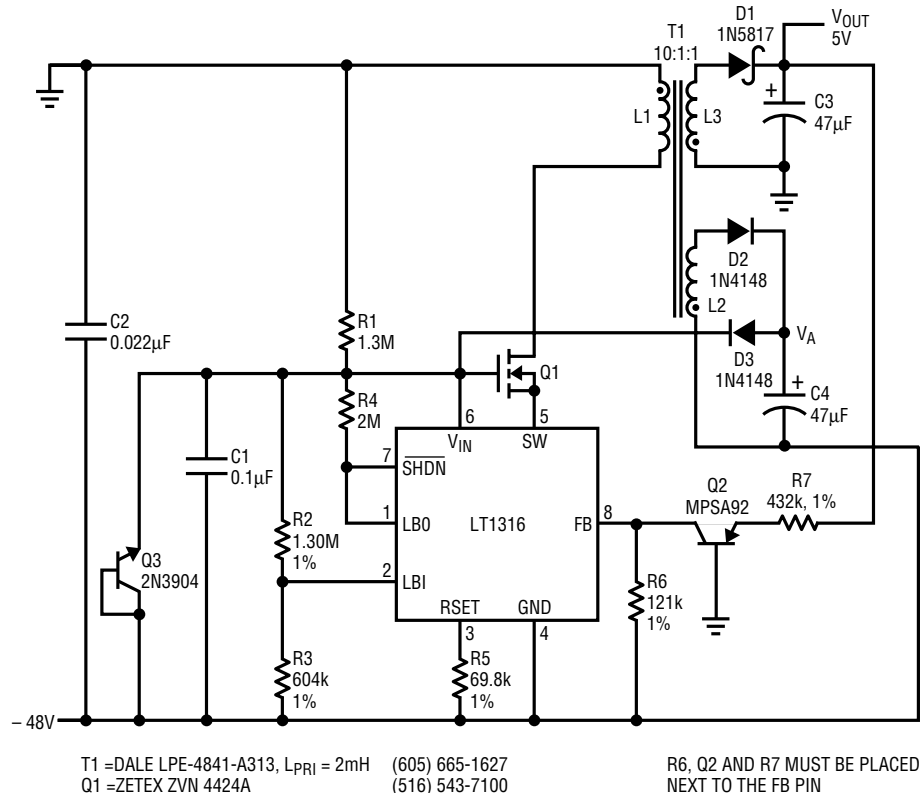 D1
1N5817
VOUT
5V
T1
10:1:1
L1
L3
+
C3
47µF
D2
1N4148
L2
C2
0.022µF
R1
1.3M
D3
1N4148
VA
Q1
R4
2M
+
C4
47µF
6
5
VIN
SW
C1
0.1µF
7
SHDN
Q2
MPSA92
R7
432k, 1%
1
LB0
LT1316
FB
8
R2
1.30M
1%
Q3
2N3904
2
LBI
R6
121k
1%
RSET
GND
3
4
R3
604k
1%
R5
69.8k
1%
– 48V
T1 =DALE LPE-4841-A313, LPRI = 2mH (605) 665-1627
Q1 =ZETEX ZVN 4424A (516) 543-7100
R6, Q2 AND R7 MUST BE PLACED
NEXT TO THE FB PIN